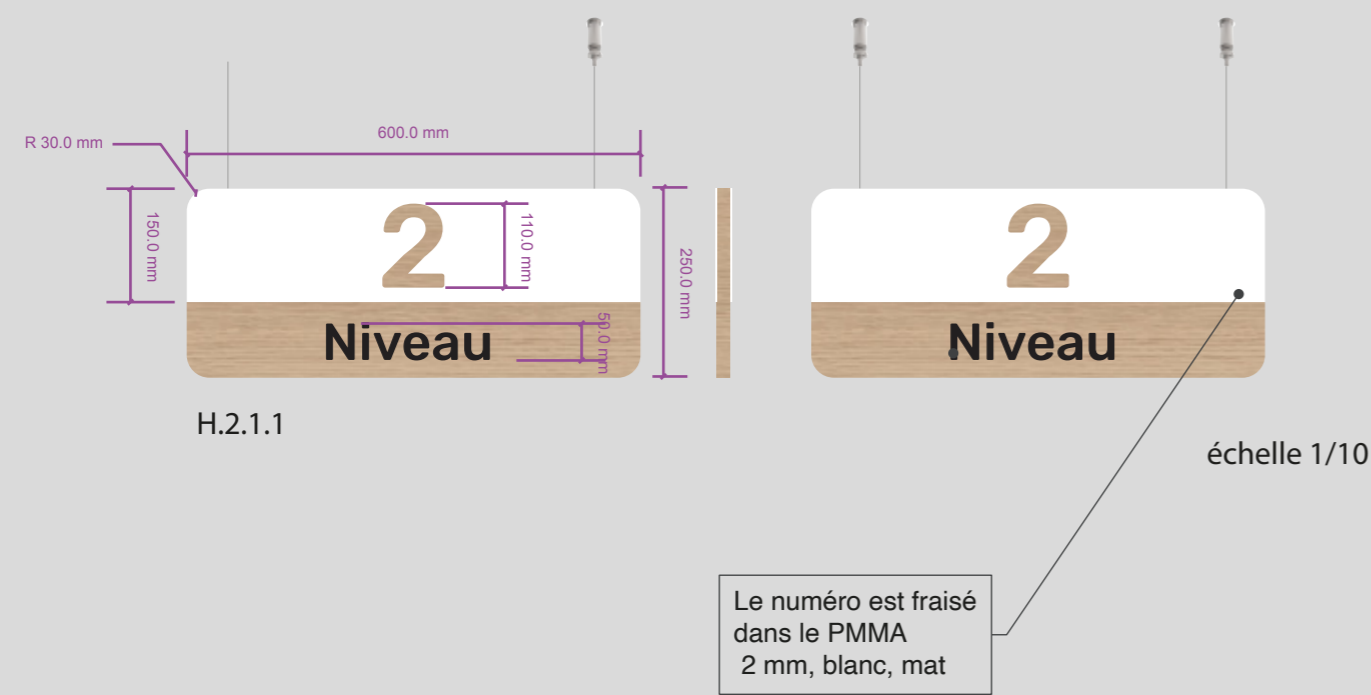 600.0 mm
R 30.0 mm
150.0 mm
2
110.0 mm
250.0 mm
2
Niveau
50.0 mm
Niveau
H.2.1.1
échelle 1/10
Le numéro est fraisé
dans le PMMA
2 mm, blanc, mat